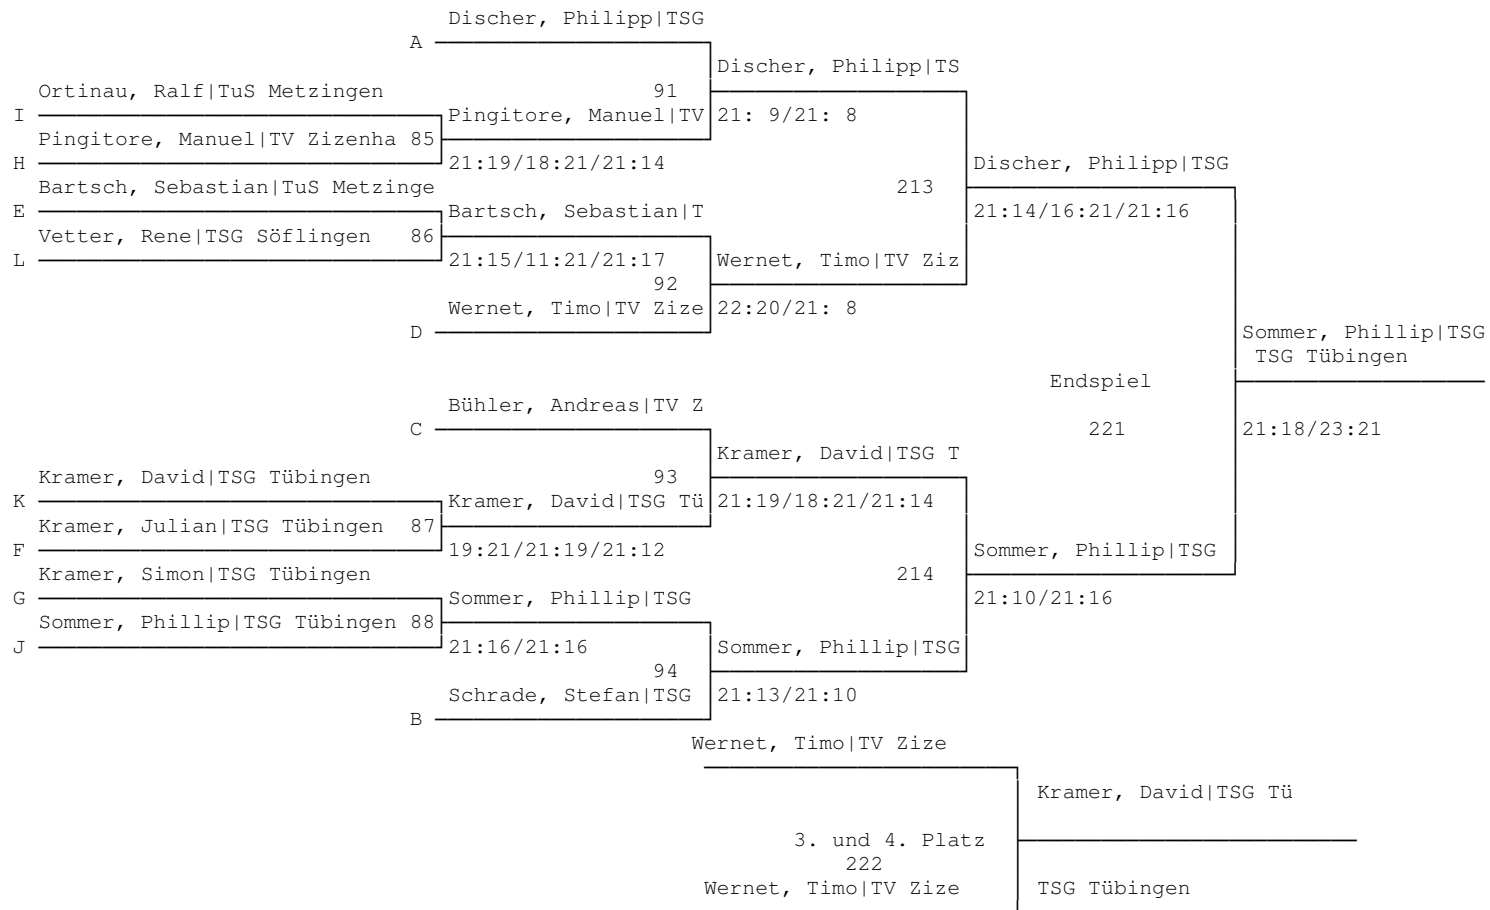 Discher, Philipp|TSG
A
Discher, Philipp|TS
Ortinau, Ralf|TuS Metzingen 91
I Pingitore, Manuel|TV 21: 9/21: 8
Pingitore, Manuel|TV Zizenha 85
H 21:19/18:21/21:14 Discher, Philipp|TSG
Bartsch, Sebastian|TuS Metzinge 213
E Bartsch, Sebastian|T 21:14/16:21/21:16
Vetter, Rene|TSG Söflingen 86
L 21:15/11:21/21:17 Wernet, Timo|TV Ziz
92
Wernet, Timo|TV Zize 22:20/21: 8
D Sommer, Phillip|TSG
TSG Tübingen
Endspiel
Bühler, Andreas|TV Z
C 221 21:18/23:21
Kramer, David|TSG T
Kramer, David|TSG Tübingen 93
K Kramer, David|TSG Tü 21:19/18:21/21:14
Kramer, Julian|TSG Tübingen 87
F 19:21/21:19/21:12 Sommer, Phillip|TSG
Kramer, Simon|TSG Tübingen 214
G Sommer, Phillip|TSG 21:10/21:16
Sommer, Phillip|TSG Tübingen 88
J 21:16/21:16 Sommer, Phillip|TSG
94
Schrade, Stefan|TSG 21:13/21:10
B
Wernet, Timo|TV Zize
Kramer, David|TSG Tü
3. und 4. Platz
222
Wernet, Timo|TV Zize TSG Tübingen